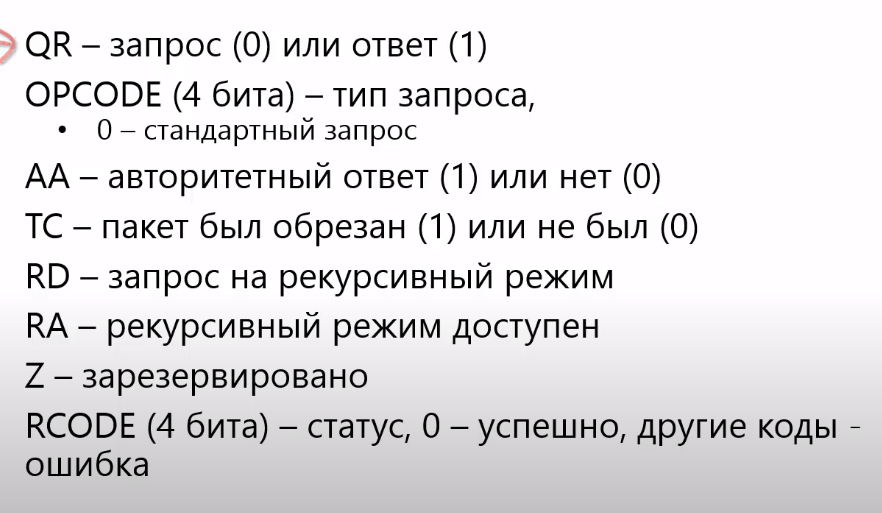 QR – запрос (0) или ответ (1)
OPCODE (4 бита) – тип запроса,
• 0 – стандартный запрос
AA – авторитетный ответ (1) или нет (0)
TC – пакет был обрезан (1) или не был (0)
RD – запрос на рекурсивный режим
RA – рекурсивный режим доступен
Z – зарезервировано
RCODE (4 бита) – статус, 0 – успешно, другие коды -
ошибка